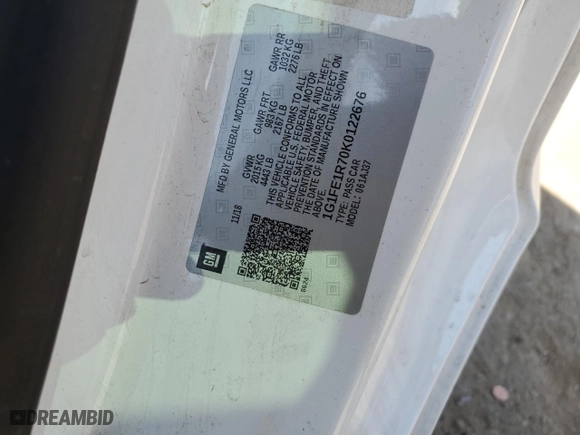 MFD BY GENERAL MOTORS LLC
11/18
GVWR GAWR FRT GAWR RR
2015 KG 983 KG 1032 KG
4443 LB 2167 LB 2276 LB
THIS VEHICLE CONFORMS TO ALL
APPLICABLE U.S. FEDERAL MOTOR
VEHICLE SAFETY, BUMPER, AND THEFT
PREVENTION STANDARDS IN EFFECT ON
THE DATE OF MANUFACTURE SHOWN
ABOVE.
1G1FE1R70K0122676
TYPE: PASS CAR
MODEL: 061AJ37
GM
DREAMBID